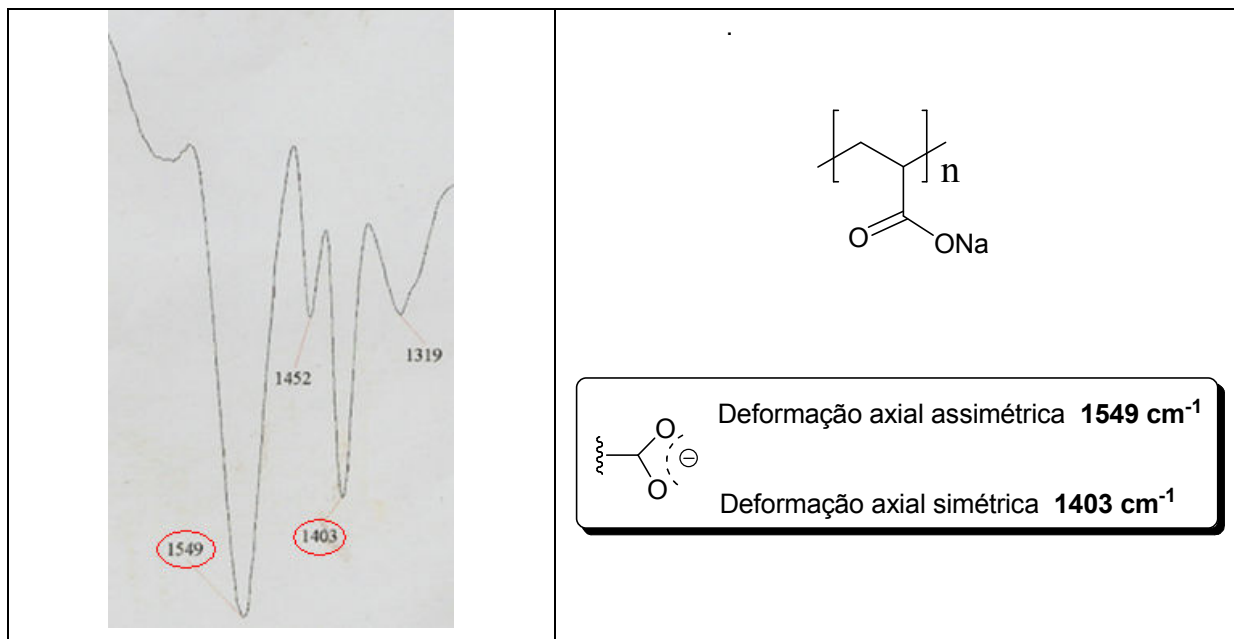 1452
1319
1549
1403
n
O
ONa
O
O
Deformação axial assimétrica 1549 cm-1
Deformação axial simétrica 1403 cm-1